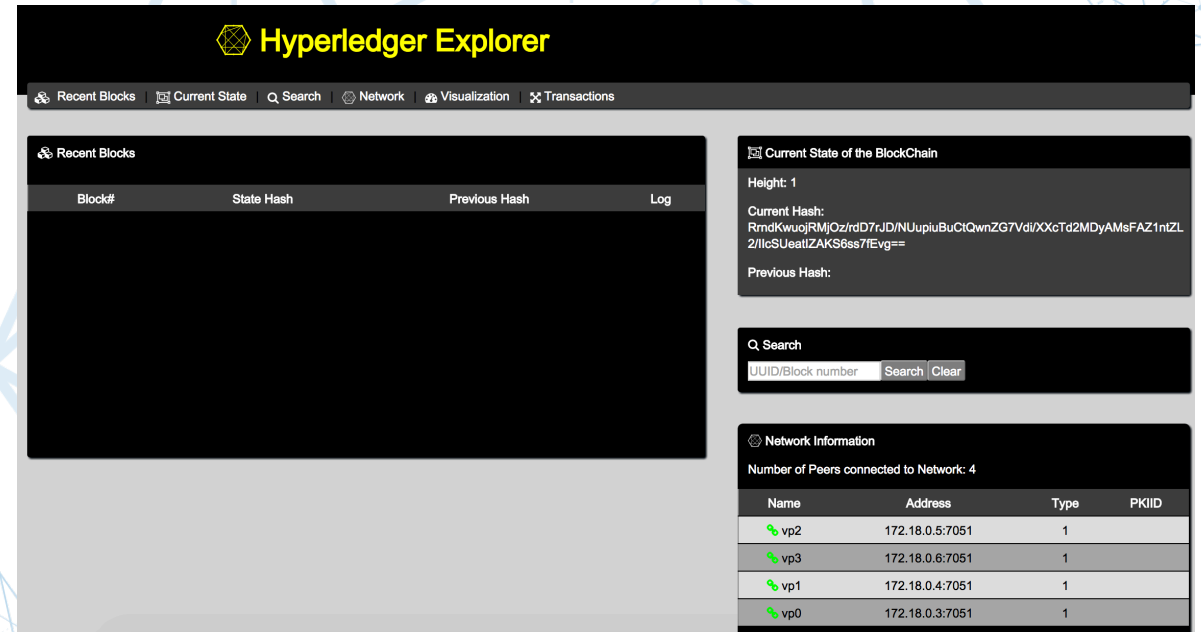 Hyperledger Explorer
Recent Blocks | Current State | Search | Network | Visualization | Transactions
Recent Blocks
Block# State Hash Previous Hash Log
Current State of the BlockChain
Height: 1
Current Hash:
RrndKwuojRMjOz/rdD7rJD/NUupiuBuCtQwnZG7Vdi/XXcTd2MDyAMsFAZ1ntZL
2/IIcSUeatIZAKS6ss7fEvg==
Previous Hash:
Search
UUID/Block number Search Clear
Network Information
Number of Peers connected to Network: 4
Name Address Type PKIID
vp2 172.18.0.5:7051 1
vp3 172.18.0.6:7051 1
vp1 172.18.0.4:7051 1
vp0 172.18.0.3:7051 1